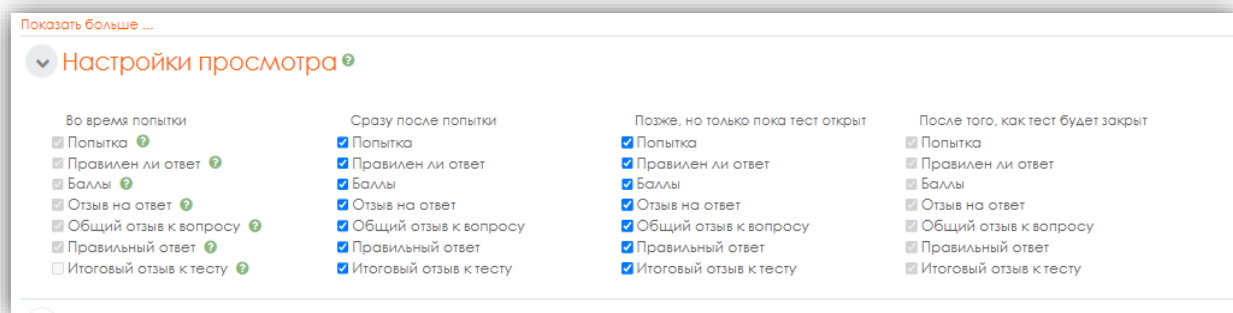 Показать больше ...
Настройки просмотра
Во время попытки Сразу после попытки Позже, но только пока тест открыт После того, как тест будет закрыт
Попытка Попытка Попытка Попытка
Правилен ли ответ Правилен ли ответ Правилен ли ответ Правилен ли ответ
Баллы Баллы Баллы Баллы
Отзыв на ответ Отзыв на ответ Отзыв на ответ Отзыв на ответ
Общий отзыв к вопросу Общий отзыв к вопросу Общий отзыв к вопросу Общий отзыв к вопросу
Правильный ответ Правильный ответ Правильный ответ Правильный ответ
Итоговый отзыв к тесту Итоговый отзыв к тесту Итоговый отзыв к тесту Итоговый отзыв к тесту